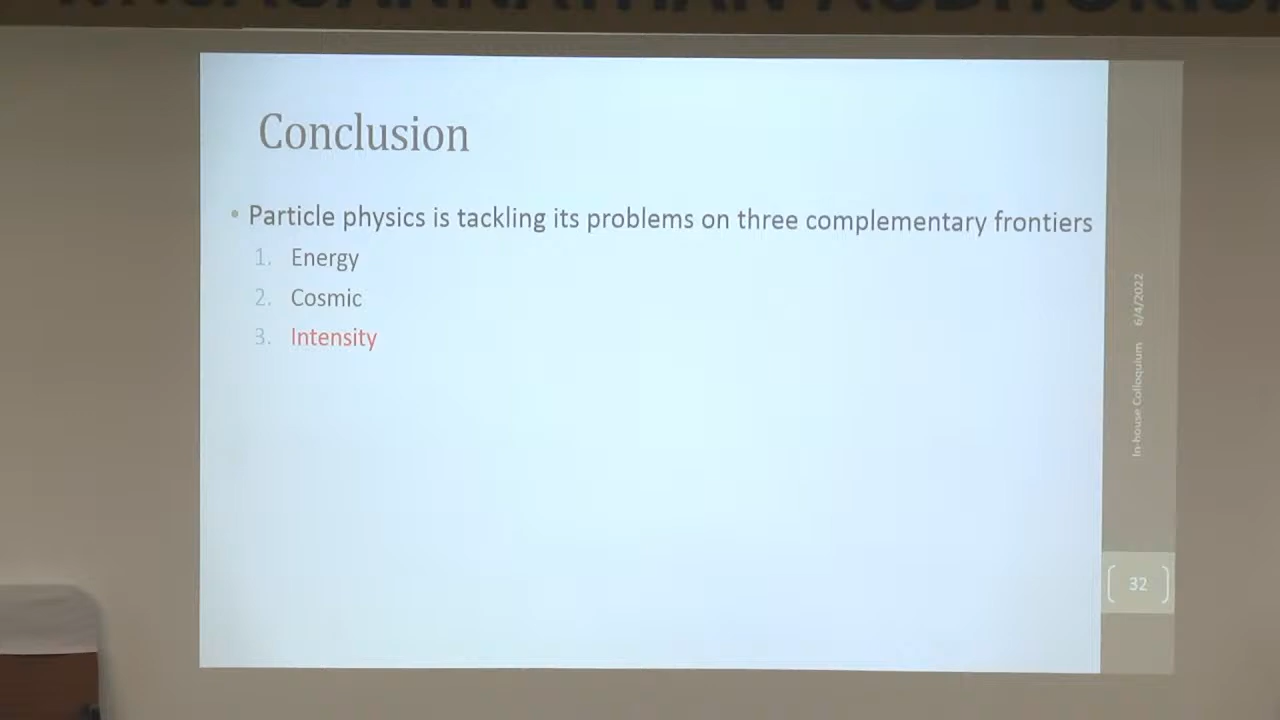 AUDITORIUM
Conclusion
• Particle physics is tackling its problems on three complementary frontiers
1. Energy
2. Cosmic
3. Intensity
In-house Colloquium 6/4/2022
32